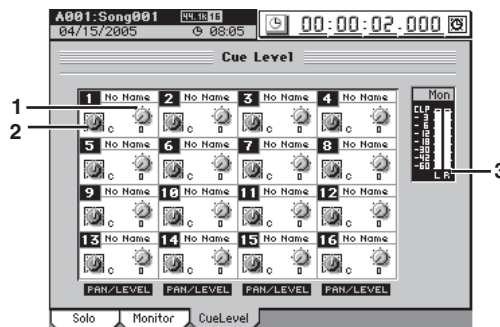 A001:Song001 44.1k 16 00:00:02.000
04/15/2005 08:05
Cue Level
1 No Name 2 No Name 3 No Name 4 No Name Mon
1
2
C 0 C 0 C 0 C 0
CLP
- 3
- 6
- 12
- 18
-30
-42
-60
L R
3
5 No Name 6 No Name 7 No Name 8 No Name
C 0 C 0 C 0 C 0
9 No Name 10 No Name 11 No Name 12 No Name
C 0 C 0 C 0 C 0
13 No Name 14 No Name 15 No Name 16 No Name
C 0 C 0 C 0 C 0
PAN/LEVEL PAN/LEVEL PAN/LEVEL PAN/LEVEL
Solo Monitor CueLevel